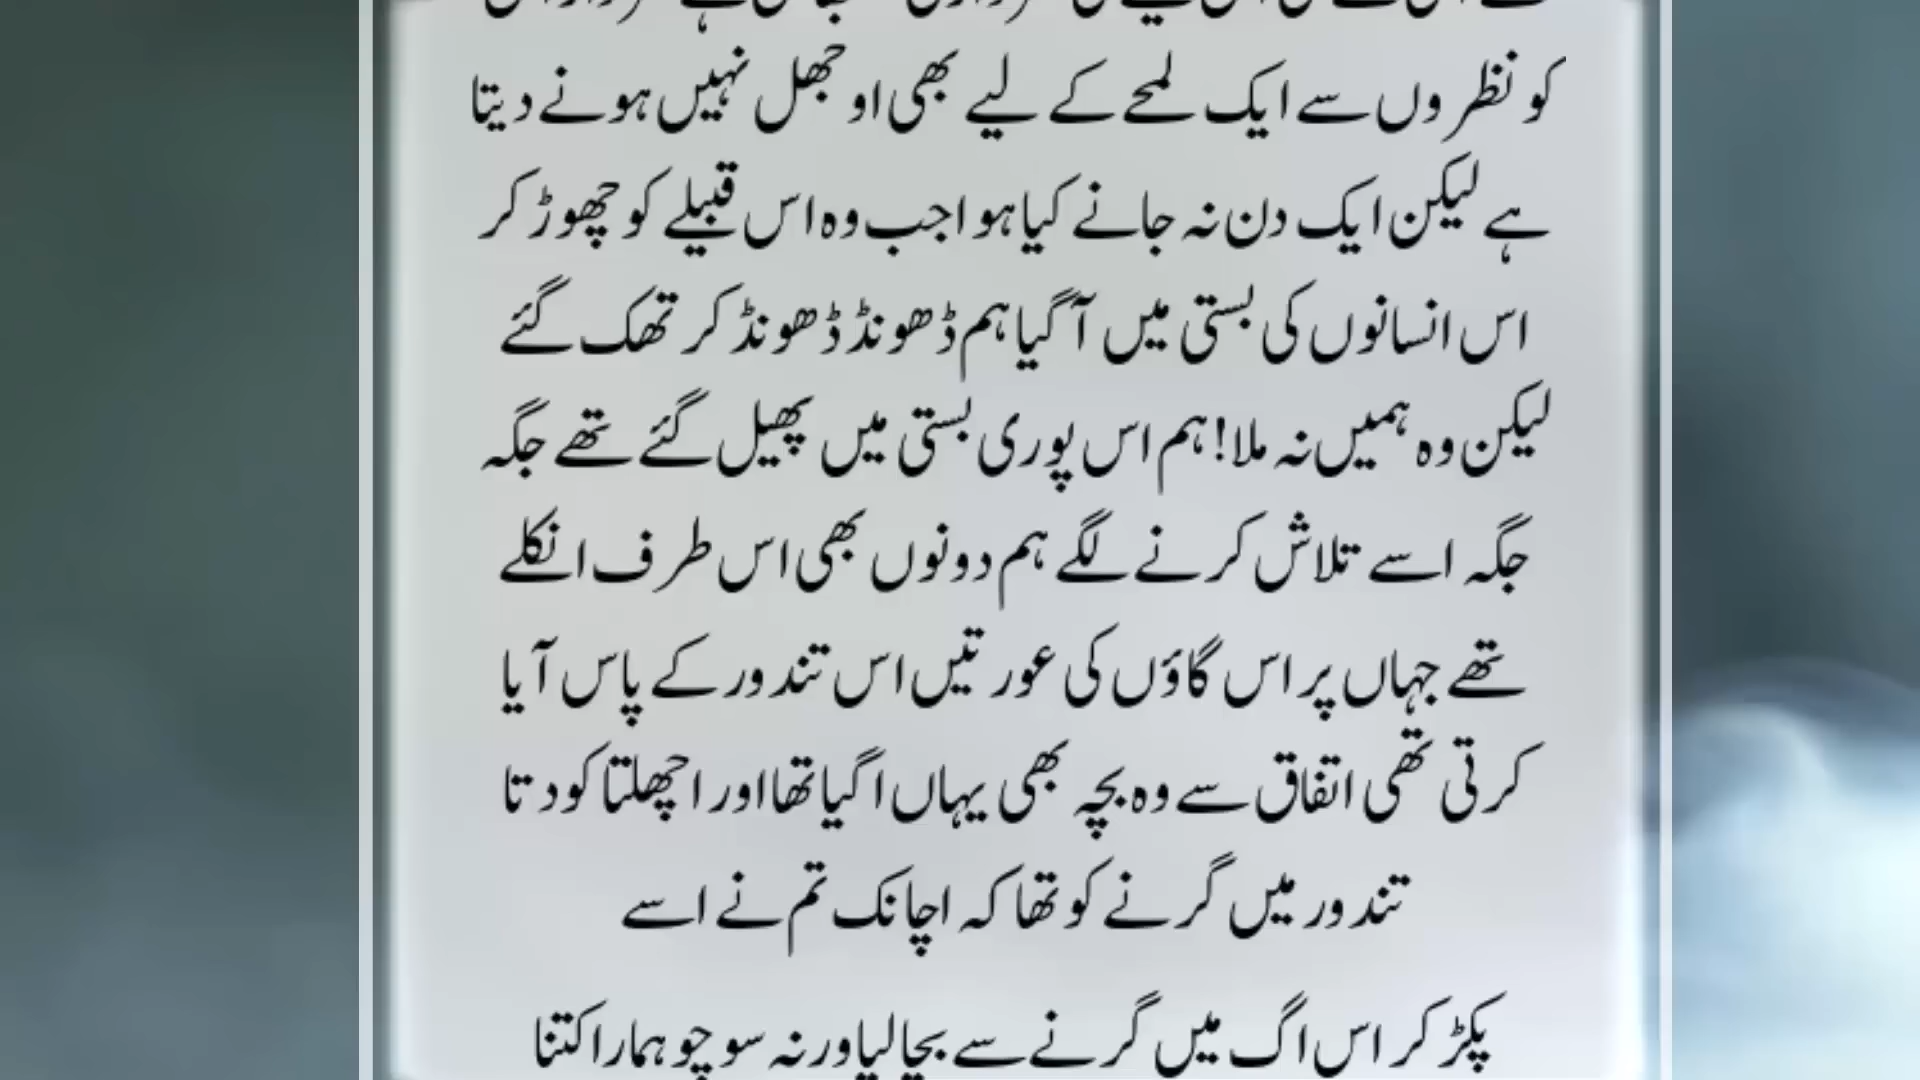 کو نظروں سے ایک لمحے کے لیے بھی اوجھل نہیں ہونے دیتا
ہے لیکن ایک دن نہ جانے کیا ہوا جب وہ اس قبیلے کو چھوڑ کر
اس انسانوں کی بستی میں آگیا ہم ڈھونڈ ڈھونڈ کر تھک گئے
لیکن وہ ہمیں نہ ملا! ہم اس پوری بستی میں پھیل گئے تھے جگہ
جگہ اسے تلاش کرنے لگے ہم دونوں بھی اس طرف انکلے
تھے جہاں پر اس گاؤں کی عورتیں اس تندور کے پاس آیا
کرتی تھی اتفاق سے وہ بچہ بھی یہاں اگیا تھا اور اچھلتا کودتا
تندور میں گرنے کو تھا کہ اچانک تم نے اسے
پکڑ کر اس اگ میں گرنے سے بچا لیا ورنہ سوچو ہمارا کتنا